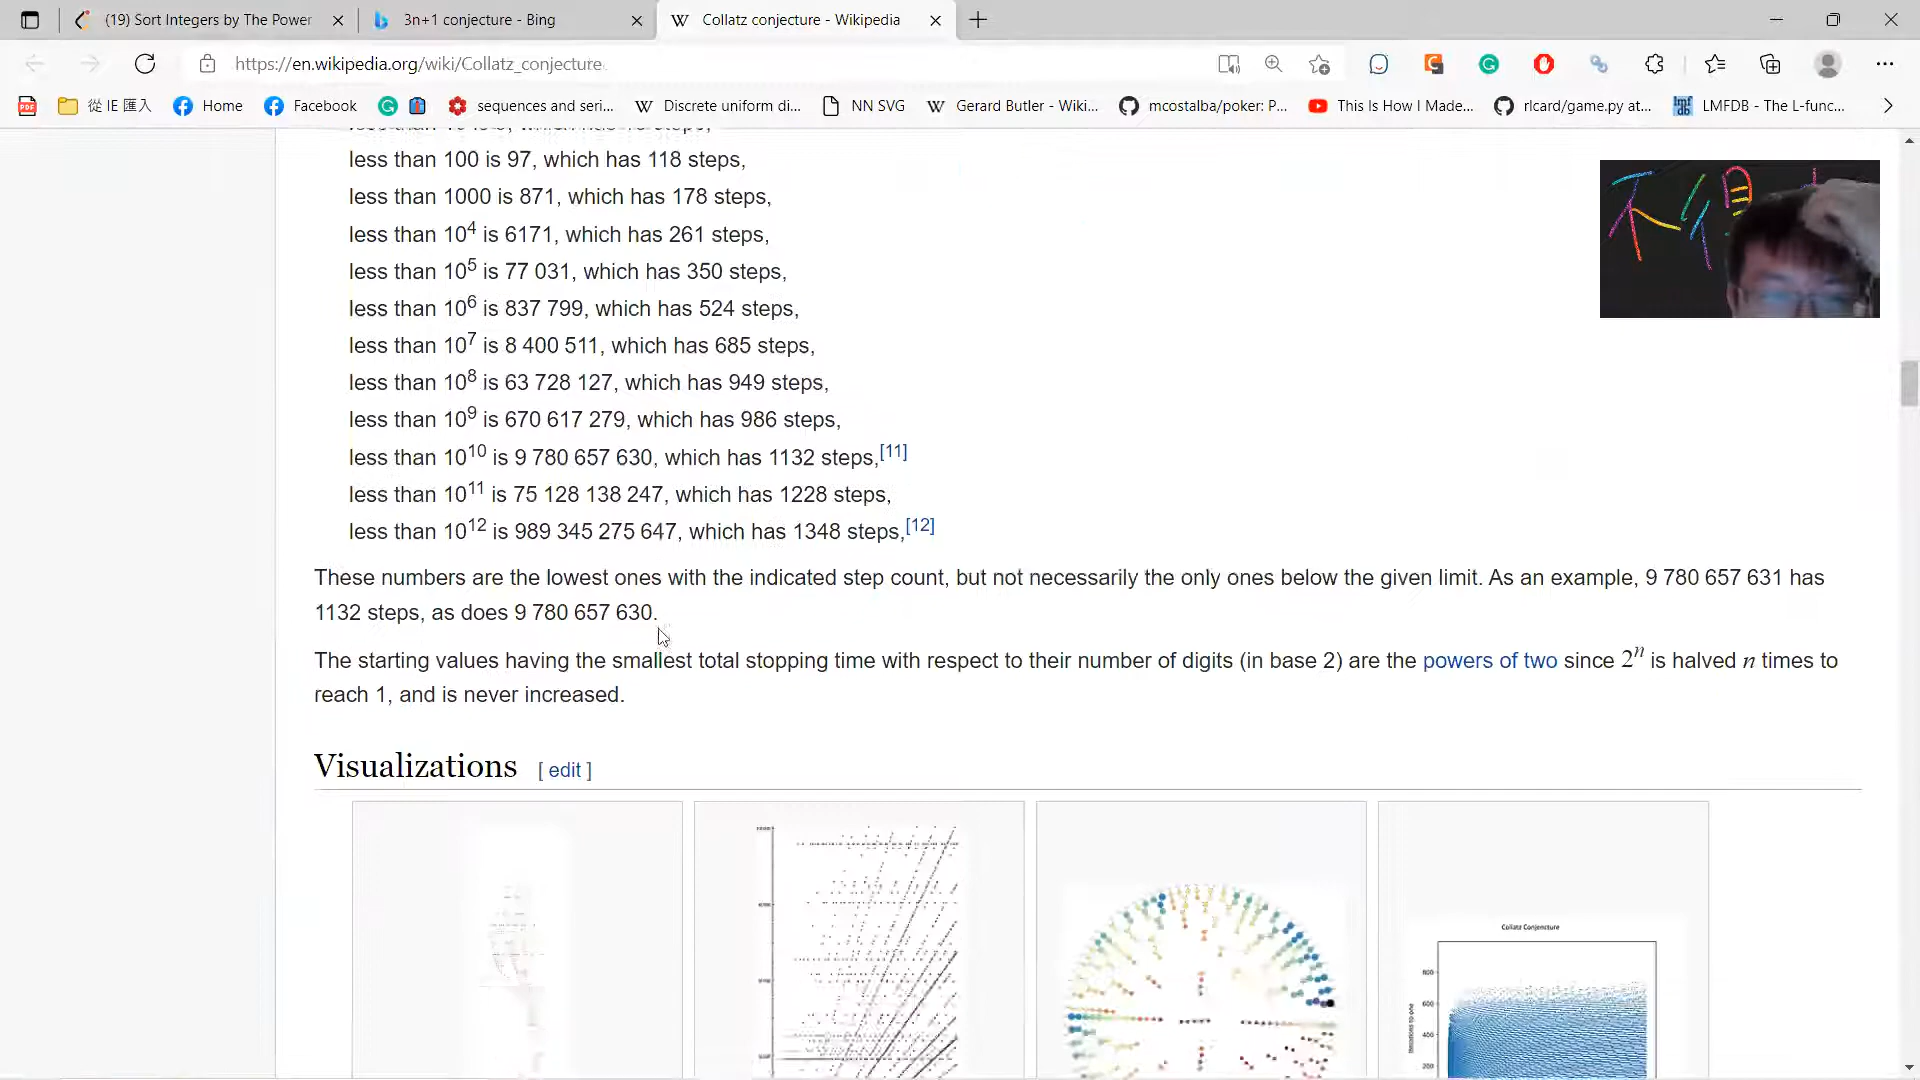 (19) Sort Integers by The Power
3n+1 conjecture - Bing
Collatz conjecture - Wikipedia
https://en.wikipedia.org/wiki/Collatz_conjecture
PDF
從 IE 匯入
Home
Facebook
sequences and seri...
Discrete uniform di...
NN SVG
Gerard Butler - Wiki...
mcostalba/poker: P...
This Is How I Made...
rlcard/game.py at...
LMFDB - The L-func...
less than 100 is 97, which has 118 steps,
less than 1000 is 871, which has 178 steps,
less than 10⁴ is 6171, which has 261 steps,
less than 10⁵ is 77 031, which has 350 steps,
less than 10⁶ is 837 799, which has 524 steps,
less than 10⁷ is 8 400 511, which has 685 steps,
less than 10⁸ is 63 728 127, which has 949 steps,
less than 10⁹ is 670 617 279, which has 986 steps,
less than 10¹⁰ is 9 780 657 630, which has 1132 steps,[11]
less than 10¹¹ is 75 128 138 247, which has 1228 steps,
less than 10¹² is 989 345 275 647, which has 1348 steps,[12]
These numbers are the lowest ones with the indicated step count, but not necessarily the only ones below the given limit. As an example, 9 780 657 631 has
1132 steps, as does 9 780 657 630.
The starting values having the smallest total stopping time with respect to their number of digits (in base 2) are the powers of two since 2ⁿ is halved n times to
reach 1, and is never increased.
Visualizations [ edit ]
Collatz Conjencture
800
600
400
200